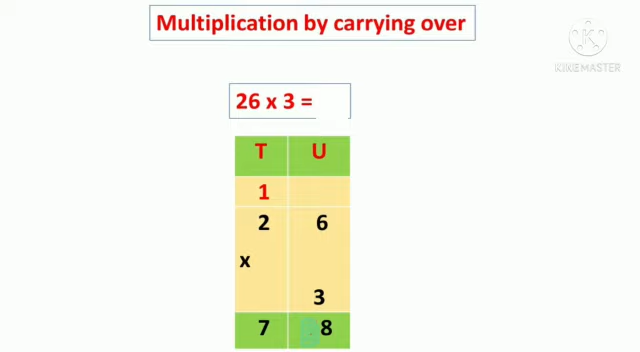 Multiplication by carrying over
K
KINEMASTER
26 x 3 =
T U
1
2 6
x
3
7 8